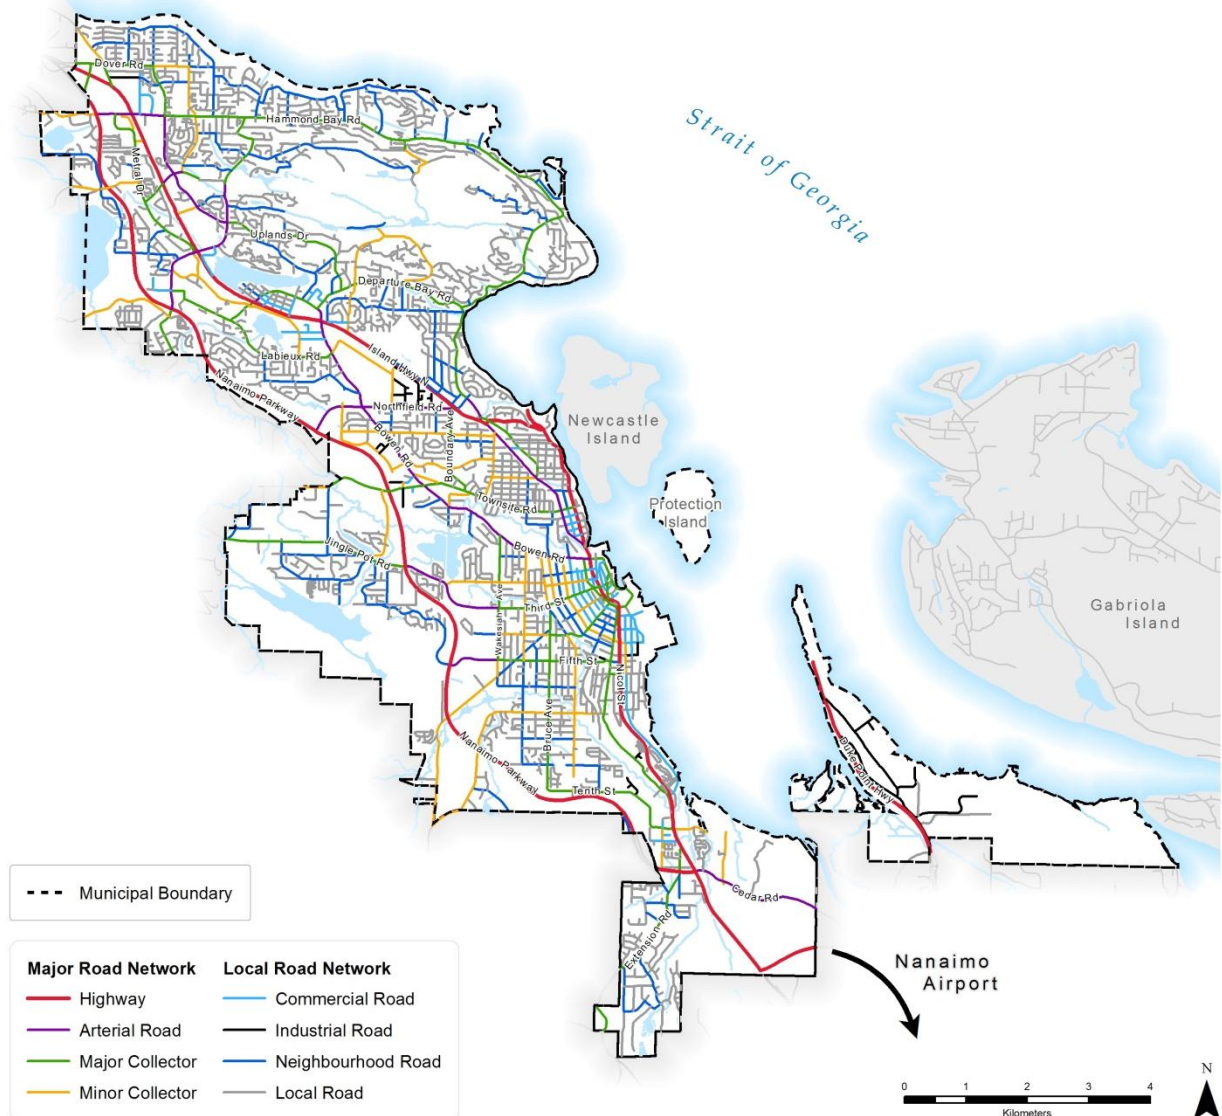 Dover Rd
Hammond Bay Rd
Strait of Georgia
Metral Dr
Uplands Dr
Departure Bay Rd
Labieux Rd
Island Hwy N
Nanaimo Parkway
Northfield Rd
Newcastle
Island
Bowen Rd
Boundary Ave
Townsite Rd
Protection
Island
Jingle Pot Rd
Bowen Rd
Wakesiah Ave
Third St
Gabriola
Island
Fifth St
Nicol St
Bruce Ave
Nanaimo Parkway
Duke Point Hwy
Tenth St
Cedar Rd
Extension Rd
Nanaimo
Airport
Municipal Boundary
Major Road Network
Highway
Arterial Road
Major Collector
Minor Collector
Local Road Network
Commercial Road
Industrial Road
Neighbourhood Road
Local Road
N
0 1 2 3 4
Kilometers